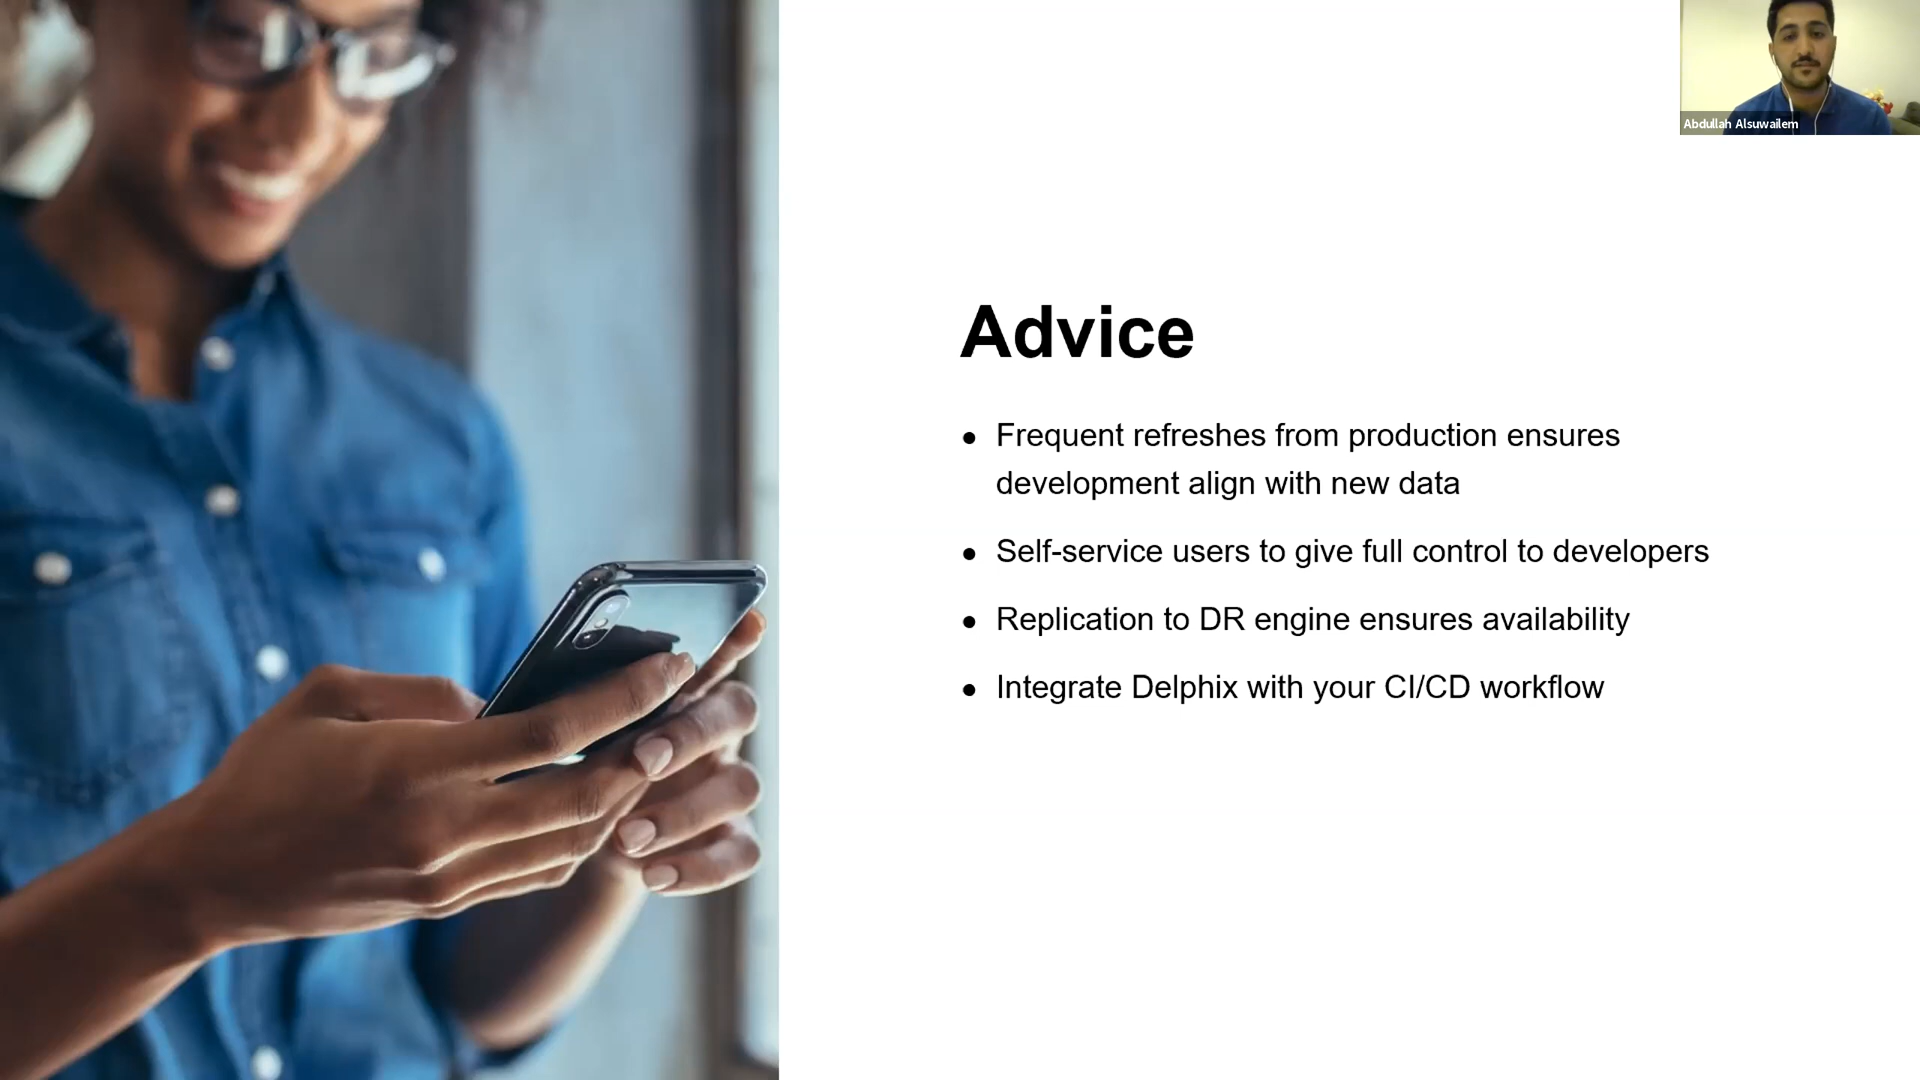 Abdullah Alsuwailem
Advice
● Frequent refreshes from production ensures
development align with new data
● Self-service users to give full control to developers
● Replication to DR engine ensures availability
● Integrate Delphix with your CI/CD workflow